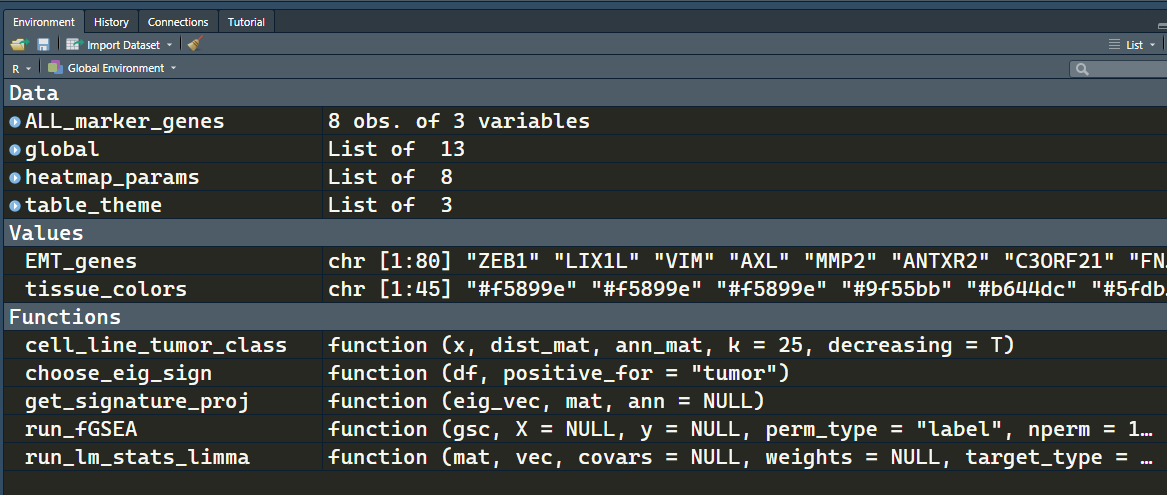 Environment History Connections Tutorial
Import Dataset List
R Global Environment
Data
ALL_marker_genes 8 obs. of 3 variables
global List of 13
heatmap_params List of 8
table_theme List of 3
Values
EMT_genes chr [1:80] "ZEB1" "LIX1L" "VIM" "AXL" "MMP2" "ANTXR2" "C3ORF21" "FN…
tissue_colors chr [1:45] "#f5899e" "#f5899e" "#f5899e" "#9f55bb" "#b644dc" "#5fdb…
Functions
cell_line_tumor_class function (x, dist_mat, ann_mat, k = 25, decreasing = T)
choose_eig_sign function (df, positive_for = "tumor")
get_signature_proj function (eig_vec, mat, ann = NULL)
run_fGSEA function (gsc, X = NULL, y = NULL, perm_type = "label", nperm = 1…
run_lm_stats_limma function (mat, vec, covars = NULL, weights = NULL, target_type = …